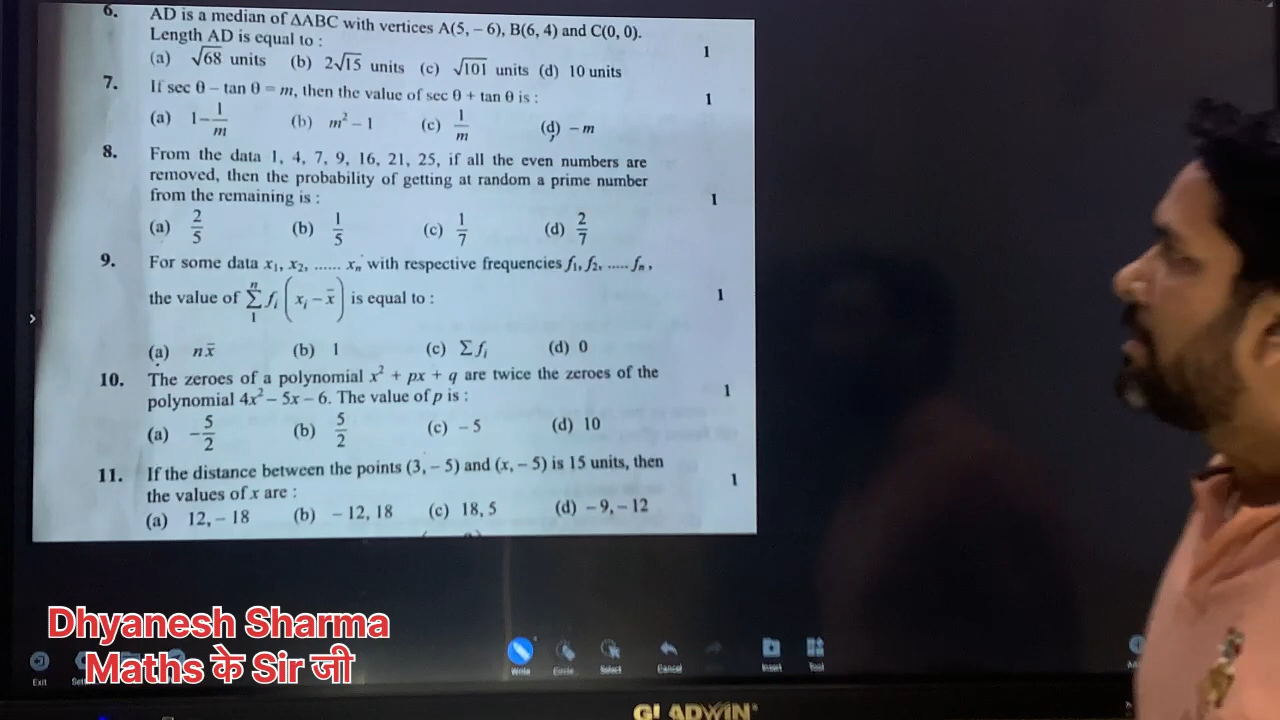 6. AD is a median of ΔABC with vertices A(5, – 6), B(6, 4) and C(0, 0).
Length AD is equal to : 1
(a) √68 units (b) 2√15 units (c) √101 units (d) 10 units
7. If sec θ – tan θ = m, then the value of sec θ + tan θ is : 1
(a) 1–1/m (b) m² – 1 (c) 1/m (d) – m
8. From the data 1, 4, 7, 9, 16, 21, 25, if all the even numbers are
removed, then the probability of getting at random a prime number
from the remaining is : 1
(a) 2/5 (b) 1/5 (c) 1/7 (d) 2/7
9. For some data x₁, x₂, ...... xₙ with respective frequencies f₁, f₂, ..... fₙ,
the value of n Σ 1 fᵢ (xᵢ – x̄) is equal to : 1
(a) nx̄ (b) 1 (c) Σfᵢ (d) 0
10. The zeroes of a polynomial x² + px + q are twice the zeroes of the
polynomial 4x² – 5x – 6. The value of p is : 1
(a) –5/2 (b) 5/2 (c) – 5 (d) 10
11. If the distance between the points (3, – 5) and (x, – 5) is 15 units, then
the values of x are : 1
(a) 12, – 18 (b) – 12, 18 (c) 18, 5 (d) – 9, – 12
Dhyanesh Sharma
Maths के Sir जी
Exit Write Circle Select Cancel Insert Tool
GLADWIN